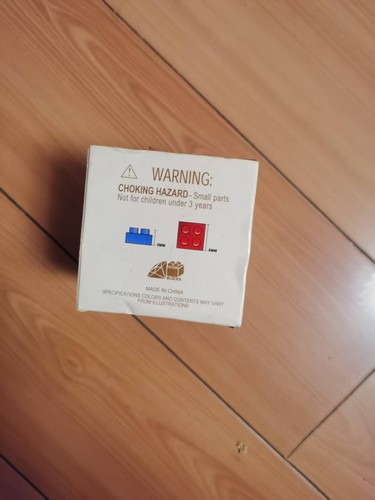 WARNING:
CHOKING HAZARD–Small parts
Not for children under 3 years
MADE IN CHINA
SPECIFICATIONS COLORS AND CONTENTS MAY VARY
FROM ILLUSTRATIONS